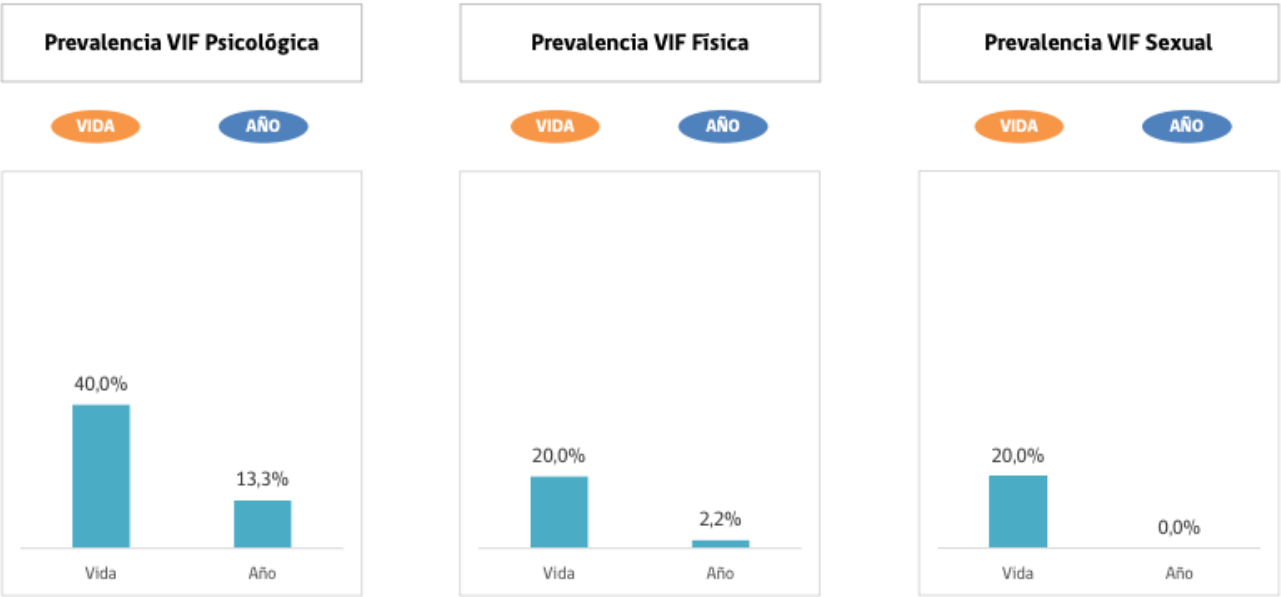 Prevalencia VIF Psicológica
VIDA
AÑO
40,0%
13,3%
Vida
Año
Prevalencia VIF Física
VIDA
AÑO
20,0%
2,2%
Vida
Año
Prevalencia VIF Sexual
VIDA
AÑO
20,0%
0,0%
Vida
Año